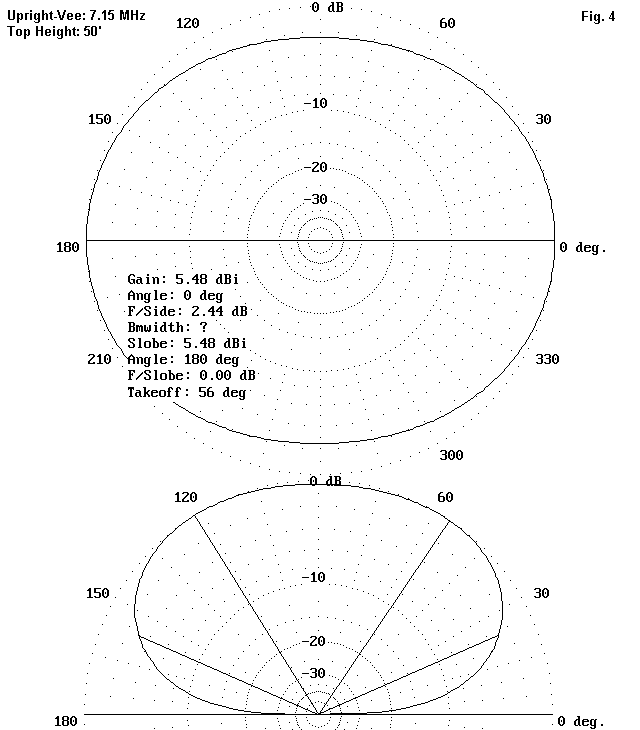 Upright-Vee: 7.15 MHz
Top Height: 50'
Fig. 4
0 dB
120
60
-10
150
30
-20
-30
180
0 deg.
Gain: 5.48 dBi
Angle: 0 deg
F/Side: 2.44 dB
Bmwidth: ?
Slobe: 5.48 dBi
Angle: 180 deg
F/Slobe: 0.00 dB
Takeoff: 56 deg
210
330
300
0 dB
120
60
-10
150
30
-20
-30
180
0 deg.